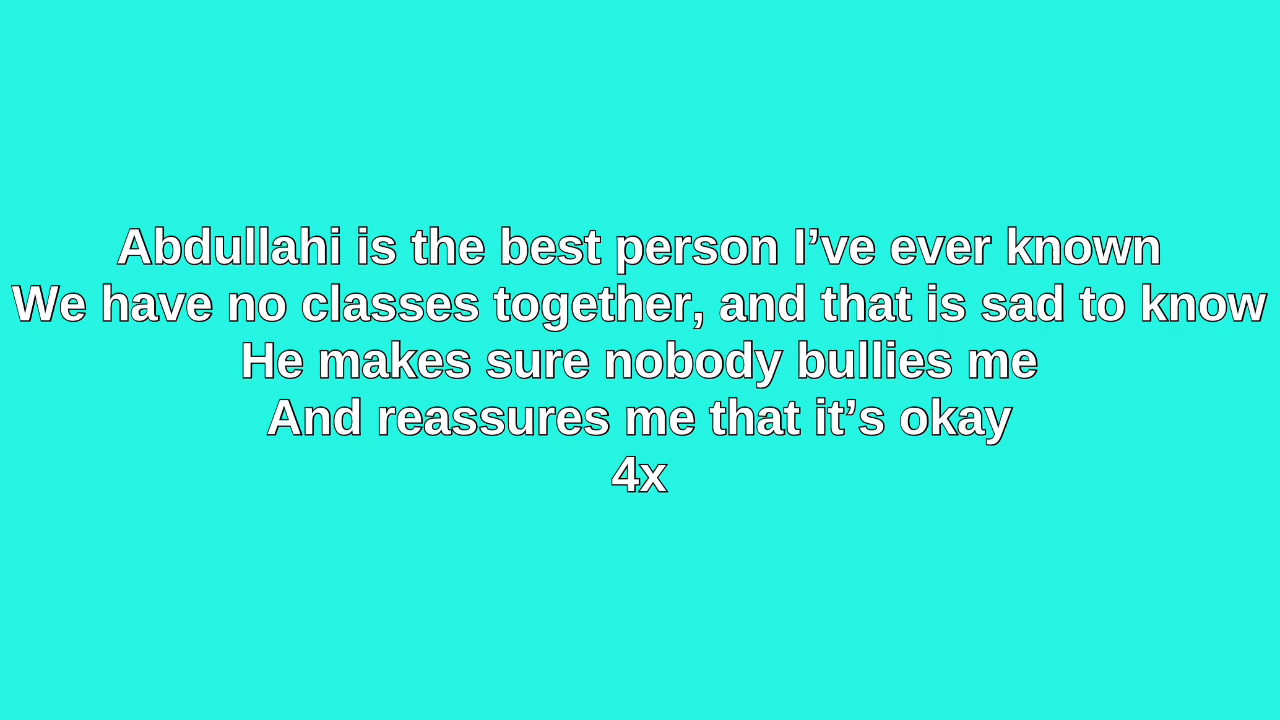 Abdullahi is the best person I’ve ever known
We have no classes together, and that is sad to know
He makes sure nobody bullies me
And reassures me that it’s okay
4x